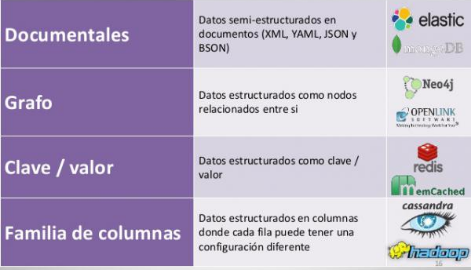 Documentales
Datos semi-estructurados en
documentos (XML, YAML, JSON y
BSON)
elastic
mongoDB
Grafo
Datos estructurados como nodos
relacionados entre si
Neo4j
OPENLINK
SOFTWARE
Clave / valor
Datos estructurados como clave /
valor
redis
memCached
Familia de columnas
Datos estructurados en columnas
donde cada fila puede tener una
configuración diferente
cassandra
hadoop
16